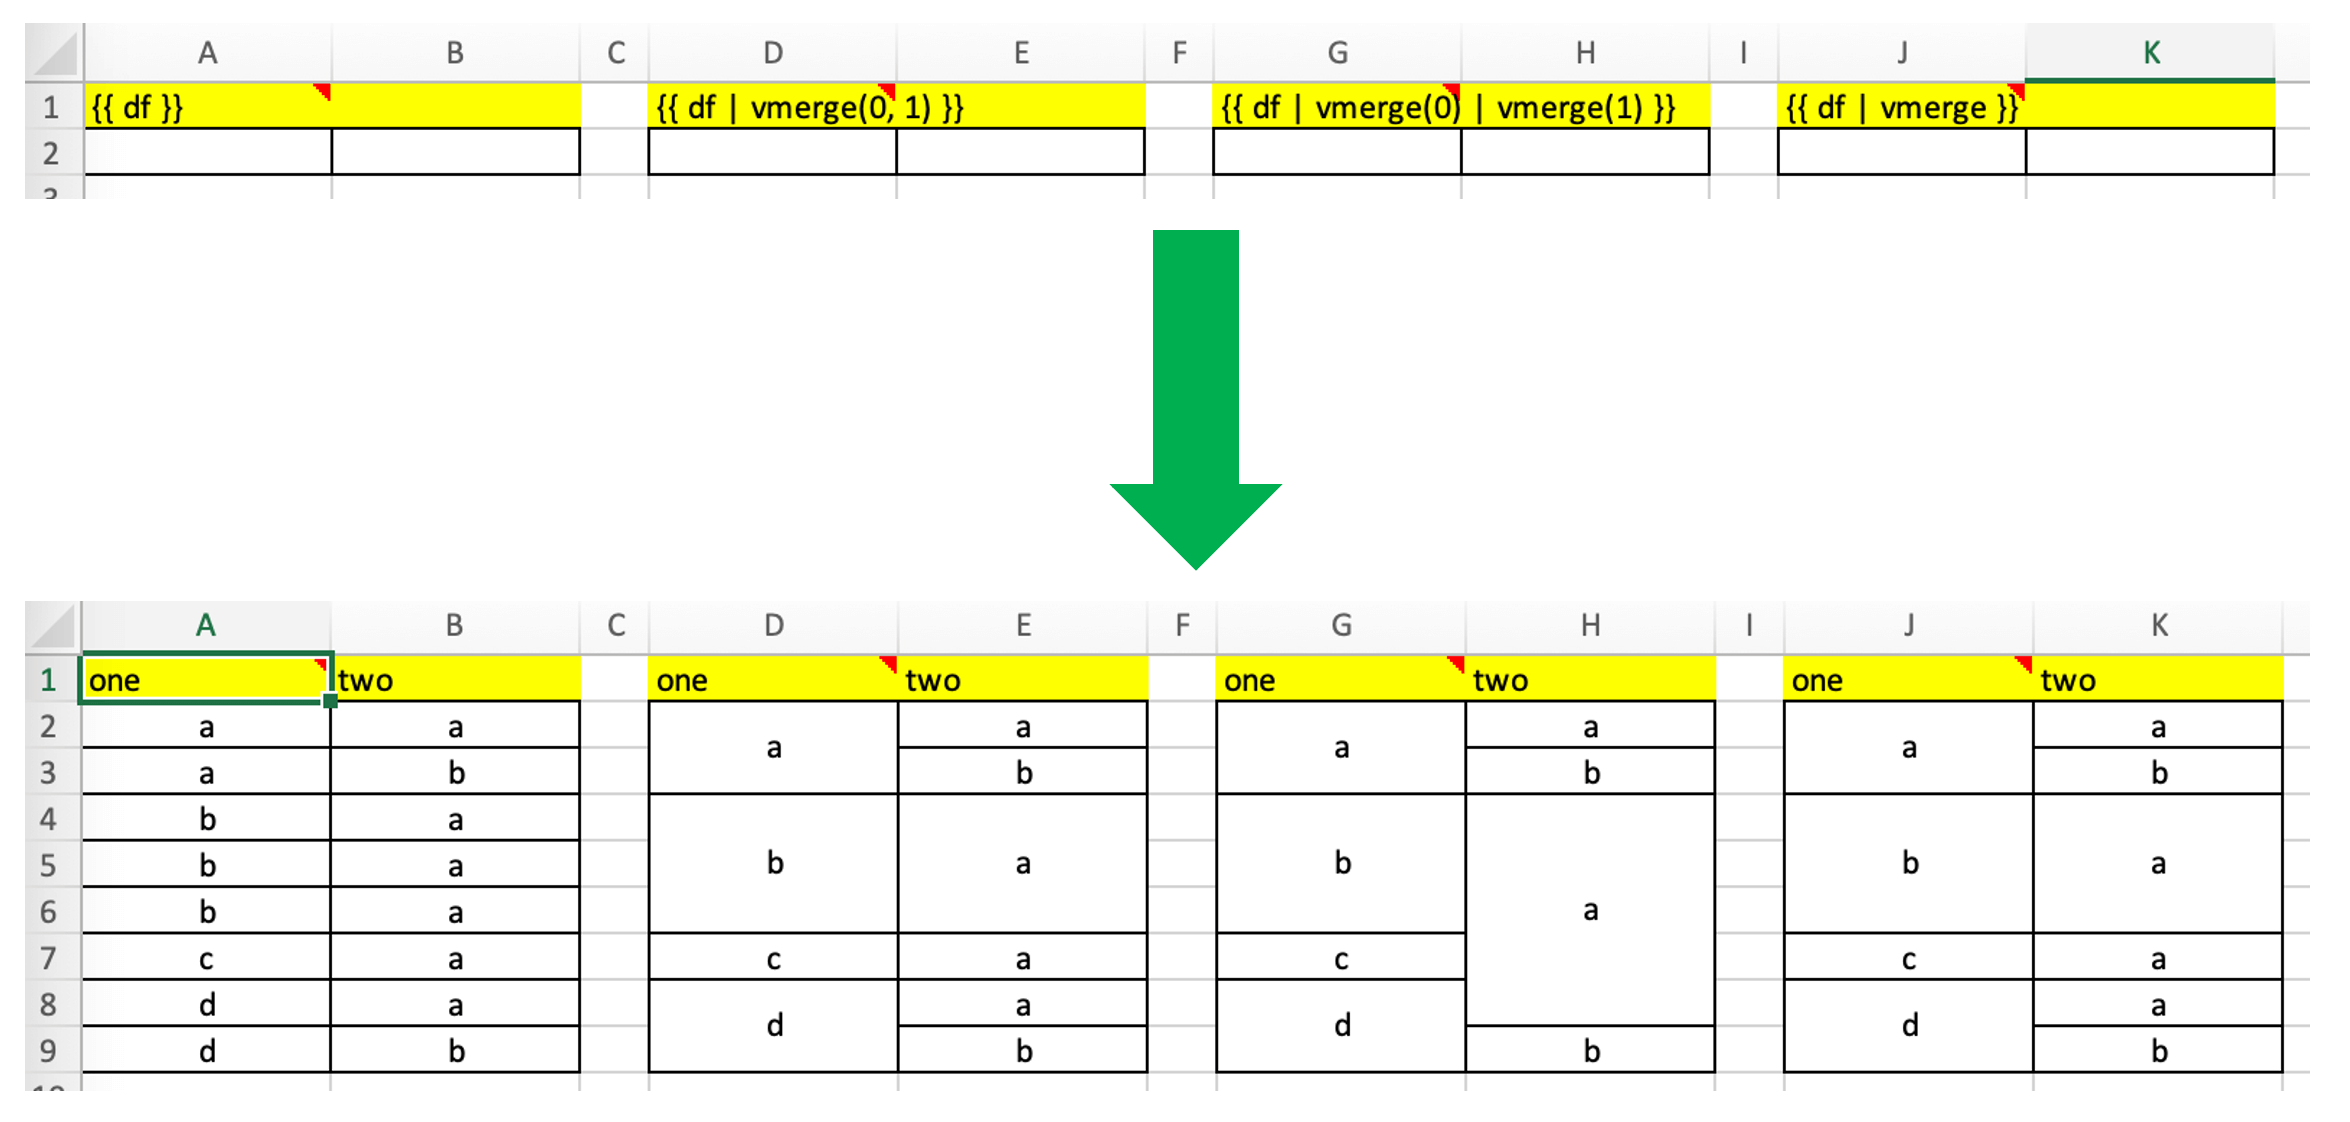 A B C D E F G H I J K
1 {{ df }} {{ df | vmerge(0, 1) }} {{ df | vmerge(0) | vmerge(1) }} {{ df | vmerge }}
2
A B C D E F G H I J K
1 one two one two one two one two
2 a a a a a a a a
3 a b b b b
4 b a
5 b a b a b b a
6 b a a
7 c a c a c c a
8 d a a a
9 d b d b d b d b